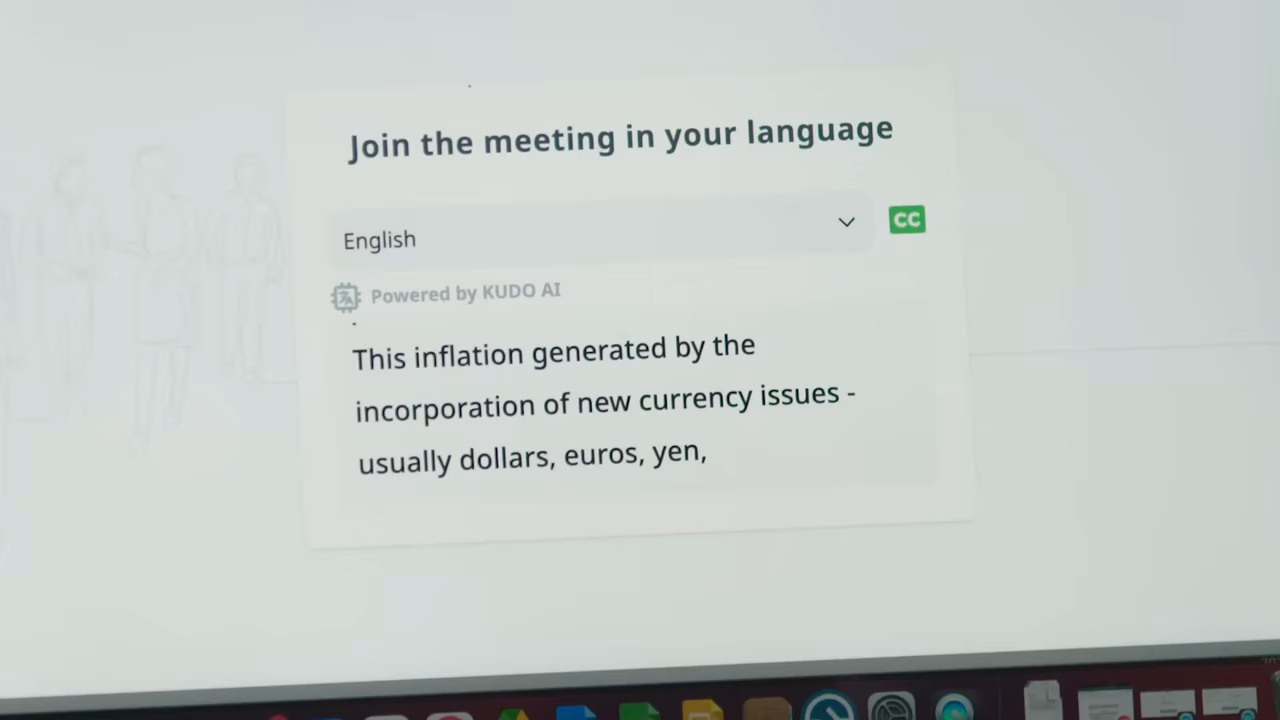 Join the meeting in your language
English
CC
Powered by KUDO AI
This inflation generated by the
incorporation of new currency issues -
usually dollars, euros, yen,